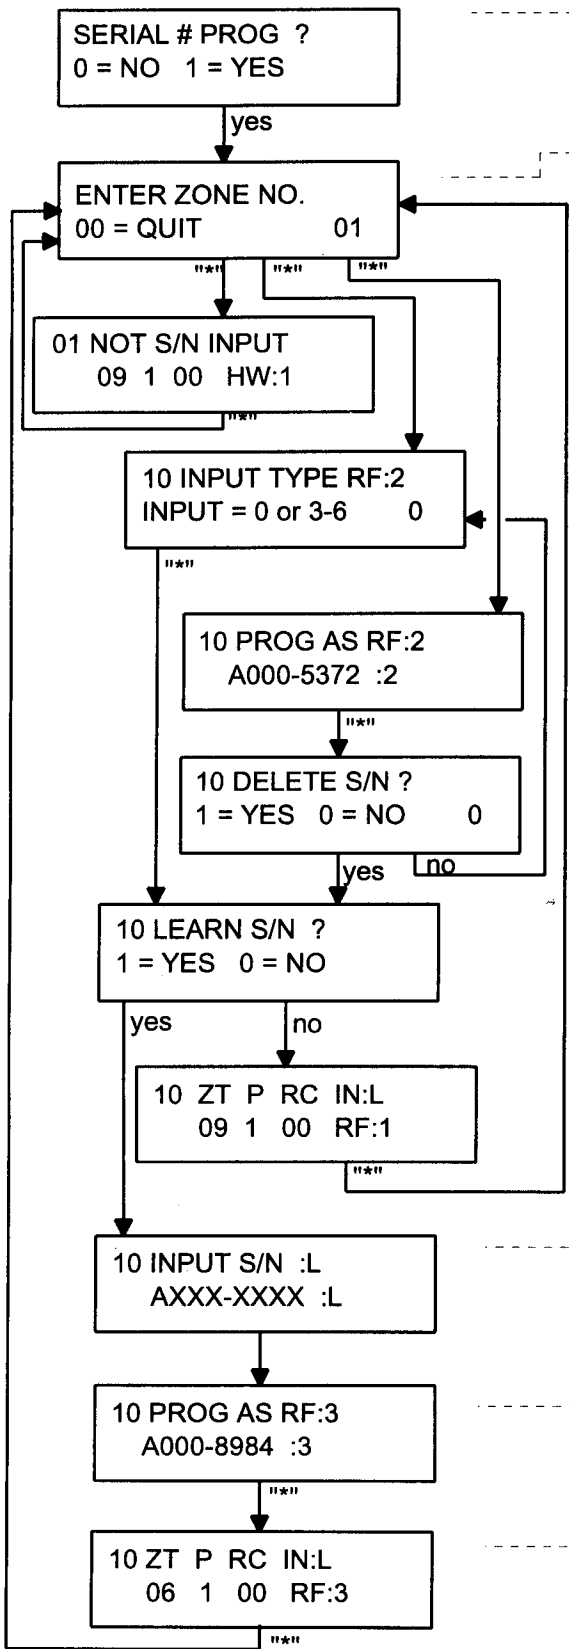 SERIAL # PROG ?
0 = NO 1 = YES
yes
ENTER ZONE NO.
00 = QUIT 01
"*" "*" "*"
01 NOT S/N INPUT
09 1 00 HW:1
"*"
10 INPUT TYPE RF:2
INPUT = 0 or 3-6 0
"*"
10 PROG AS RF:2
A000-5372 :2
"*"
10 DELETE S/N ?
1 = YES 0 = NO 0
yes no
10 LEARN S/N ?
1 = YES 0 = NO
yes no
10 ZT P RC IN:L
09 1 00 RF:1
"*"
10 INPUT S/N :L
AXXX-XXXX :L
10 PROG AS RF:3
A000-8984 :3
"*"
10 ZT P RC IN:L
06 1 00 RF:3
"*"